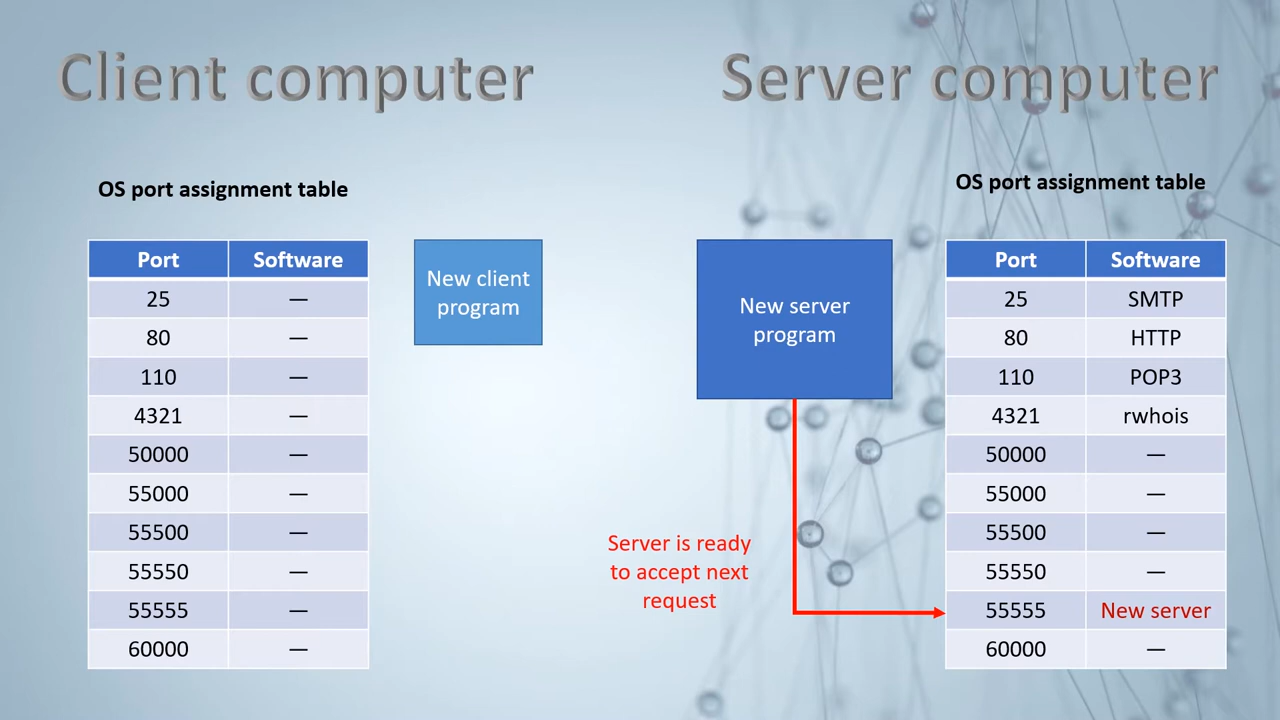 Client computer
Server computer
OS port assignment table
OS port assignment table
Port Software
25 —
80 —
110 —
4321 —
50000 —
55000 —
55500 —
55550 —
55555 —
60000 —
New client
program
New server
program
Server is ready
to accept next
request
Port Software
25 SMTP
80 HTTP
110 POP3
4321 rwhois
50000 —
55000 —
55500 —
55550 —
55555 New server
60000 —